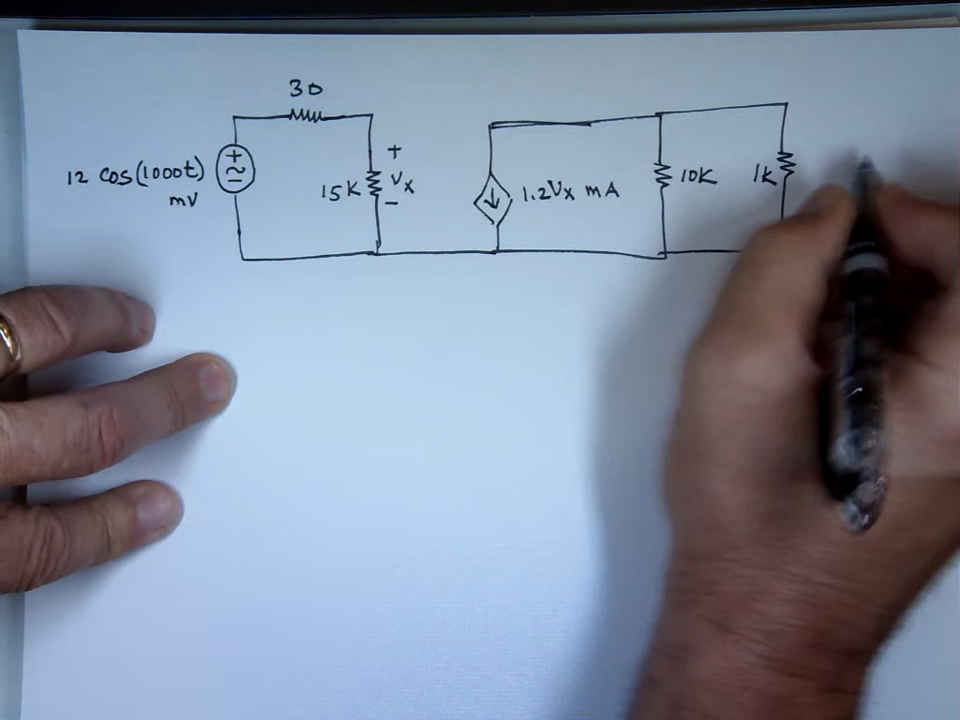 30
12 cos(1000t)
mV
15K
+
Vx
−
1.2Vx mA
10K
1K